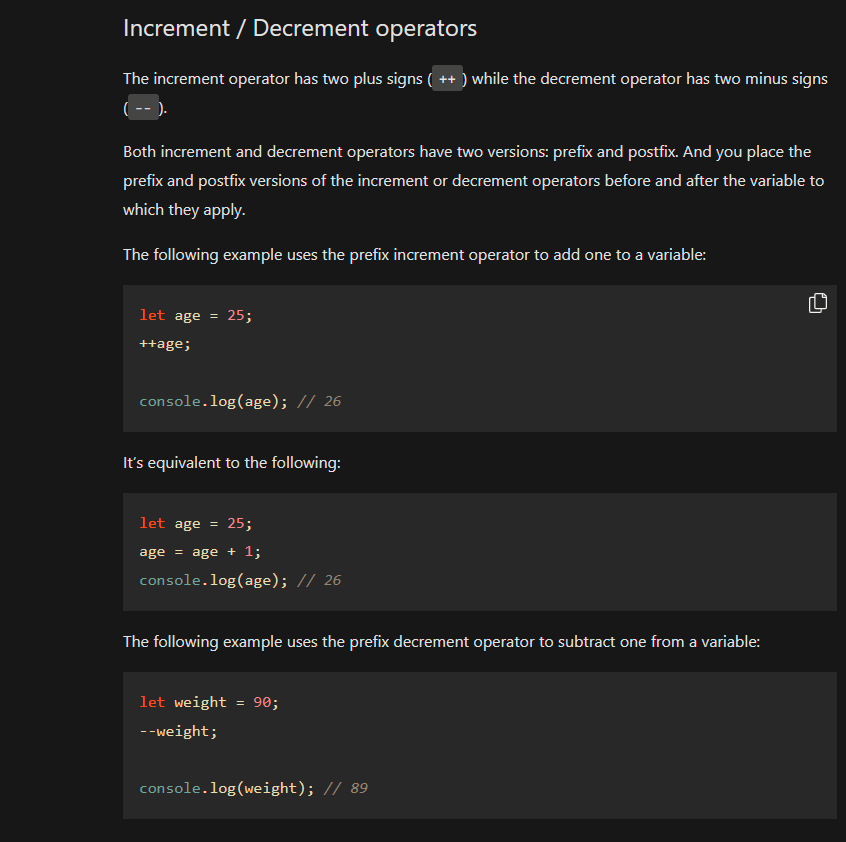 Increment / Decrement operators
The increment operator has two plus signs ( ++ ) while the decrement operator has two minus signs
( -- ).
Both increment and decrement operators have two versions: prefix and postfix. And you place the
prefix and postfix versions of the increment or decrement operators before and after the variable to
which they apply.
The following example uses the prefix increment operator to add one to a variable:
let age = 25;
++age;
console.log(age); // 26
It's equivalent to the following:
let age = 25;
age = age + 1;
console.log(age); // 26
The following example uses the prefix decrement operator to subtract one from a variable:
let weight = 90;
--weight;
console.log(weight); // 89